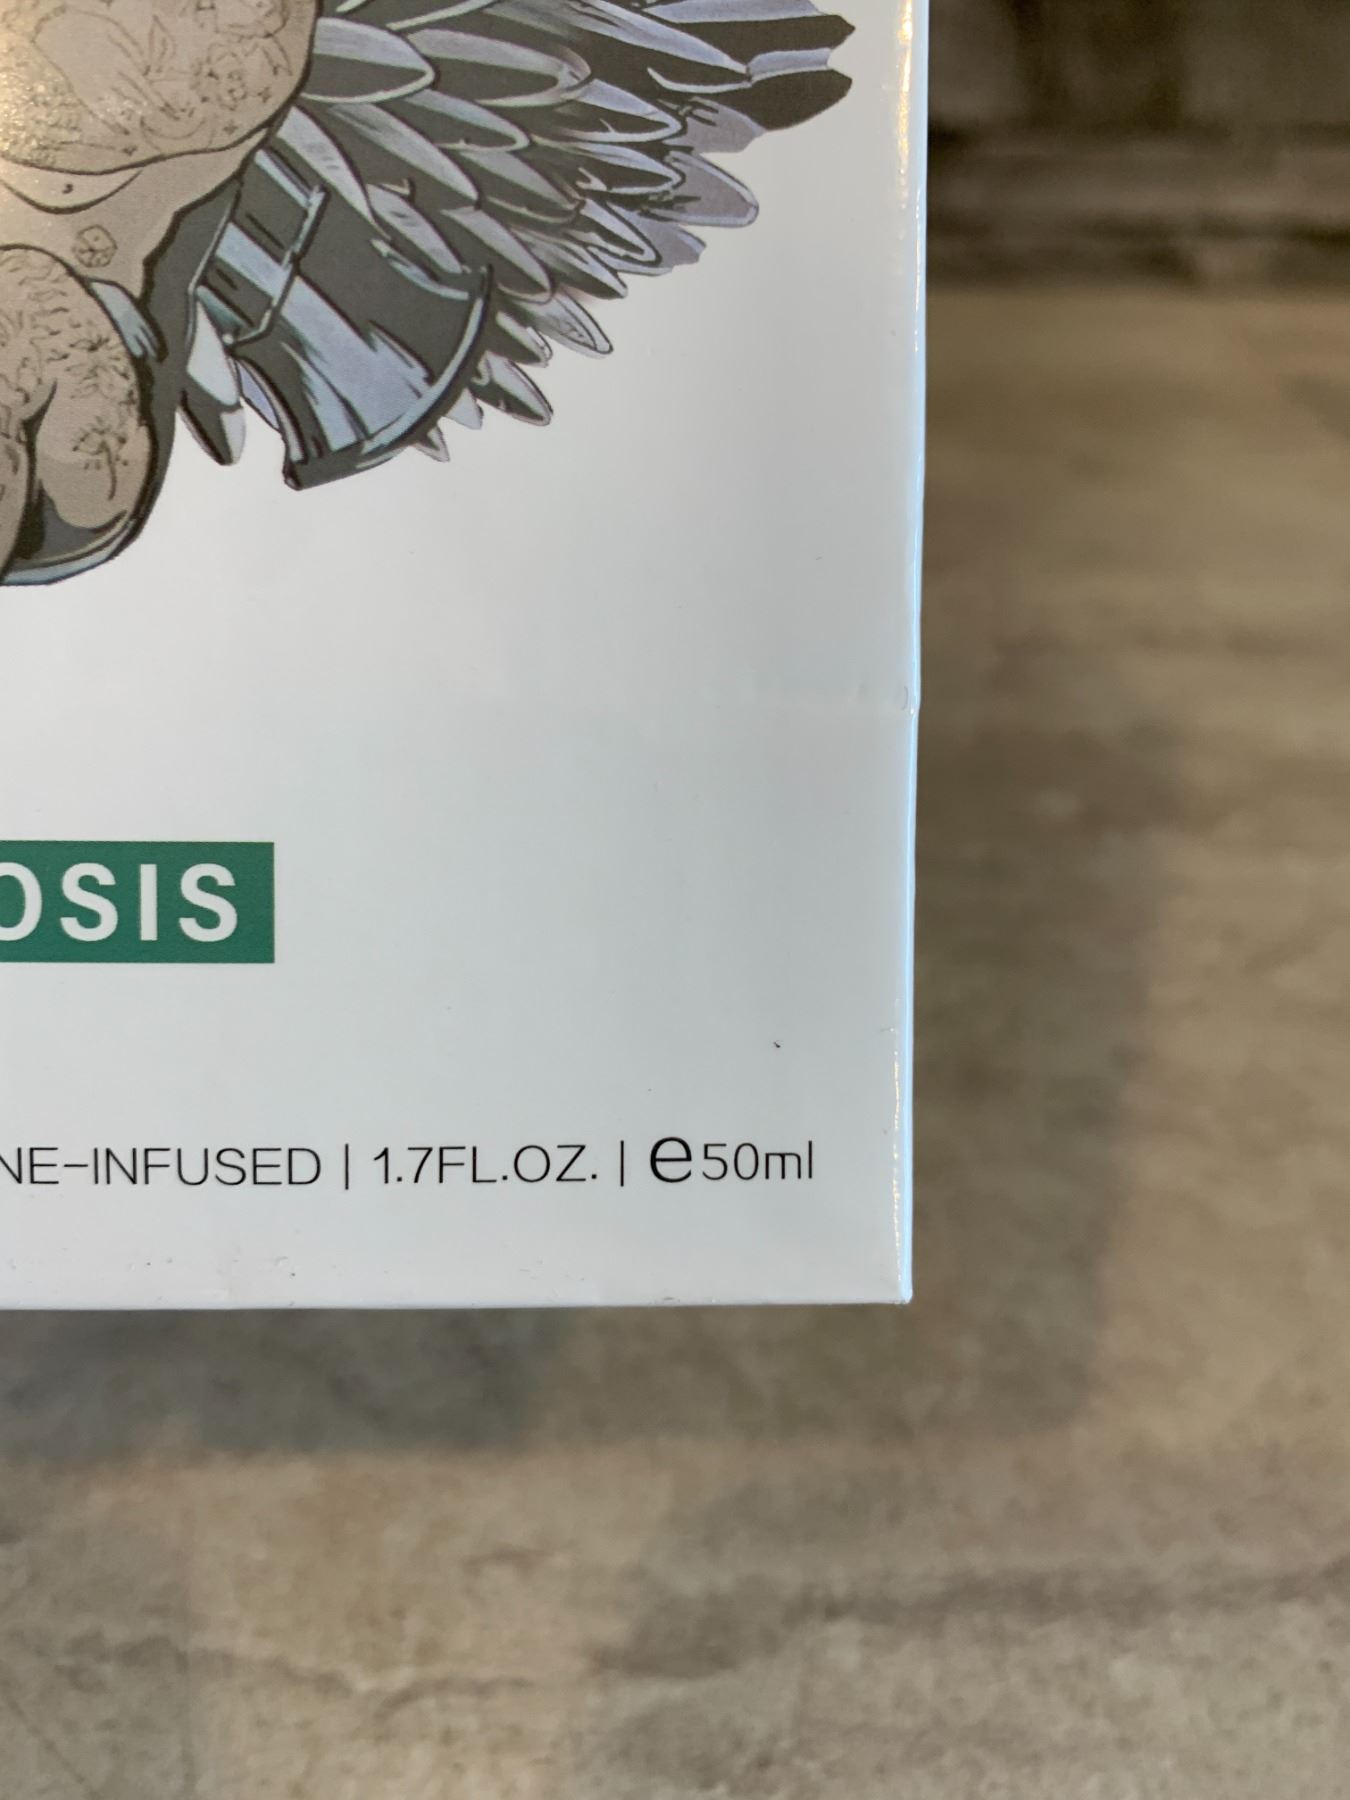 OSIS
NE-INFUSED | 1.7FL.OZ. | ℮50ml